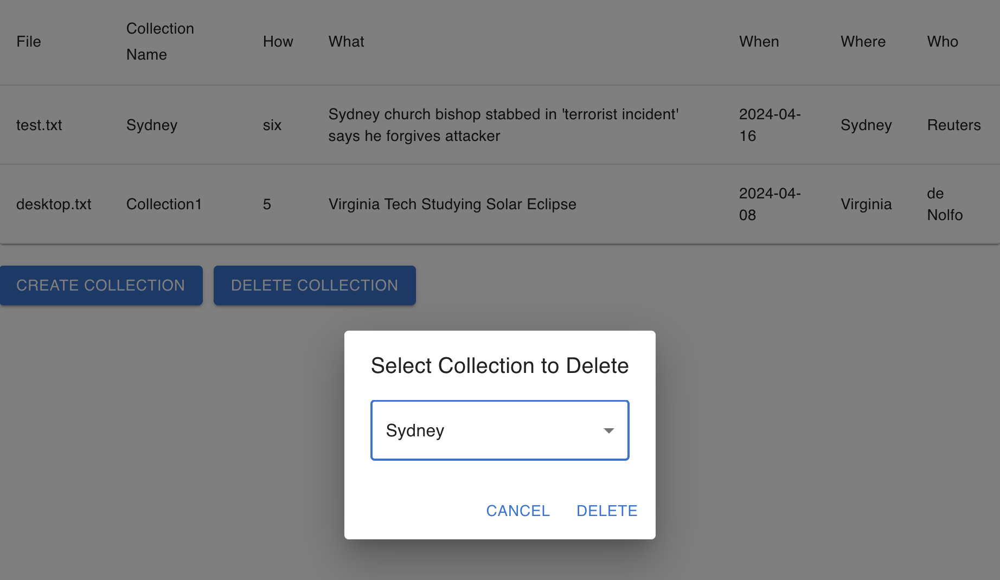 File
Collection
Name
How
What
When
Where
Who
test.txt
Sydney
six
Sydney church bishop stabbed in 'terrorist incident'
says he forgives attacker
2024-04-
16
Sydney
Reuters
desktop.txt
Collection1
5
Virginia Tech Studying Solar Eclipse
2024-04-
08
Virginia
de
Nolfo
CREATE COLLECTION
DELETE COLLECTION
Select Collection to Delete
Sydney
CANCEL
DELETE